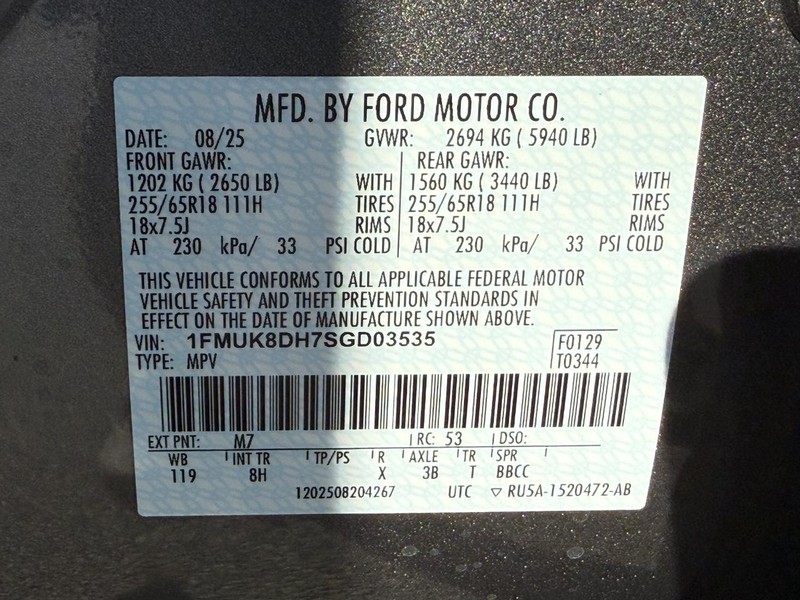 MFD. BY FORD MOTOR CO.
DATE: 08/25 GVWR: 2694 KG ( 5940 LB)
FRONT GAWR: REAR GAWR:
1202 KG ( 2650 LB) WITH 1560 KG ( 3440 LB) WITH
255/65R18 111H TIRES 255/65R18 111H TIRES
18x7.5J RIMS 18x7.5J RIMS
AT 230 kPa/ 33 PSI COLD AT 230 kPa/ 33 PSI COLD
THIS VEHICLE CONFORMS TO ALL APPLICABLE FEDERAL MOTOR
VEHICLE SAFETY AND THEFT PREVENTION STANDARDS IN
EFFECT ON THE DATE OF MANUFACTURE SHOWN ABOVE.
VIN: 1FMUK8DH7SGD03535 F0129
TYPE: MPV T0344
EXT PNT: M7 RC: 53 DSO:
WB INT TR TP/PS R AXLE TR SPR
119 8H X 3B T BBCC
1202508204267 UTC ▽ RU5A-1520472-AB